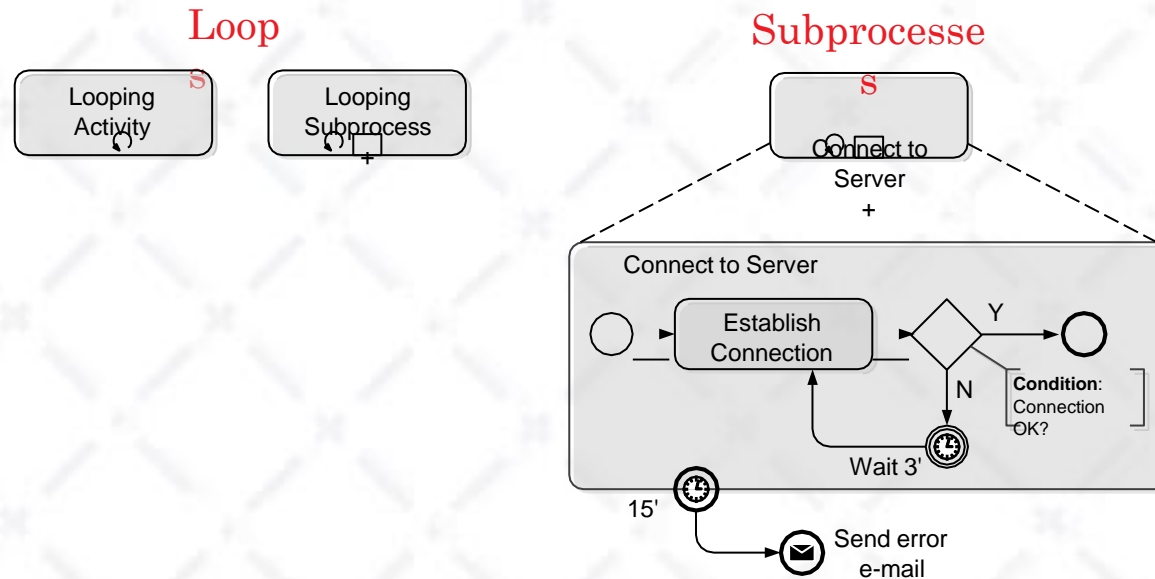 Loop
s
Subprocesse
s
Looping
Activity
Looping
Subprocess
+
Connect to
Server
+
Connect to Server
Establish
Connection
Y
N
Condition:
Connection
OK?
Wait 3'
15'
Send error
e-mail